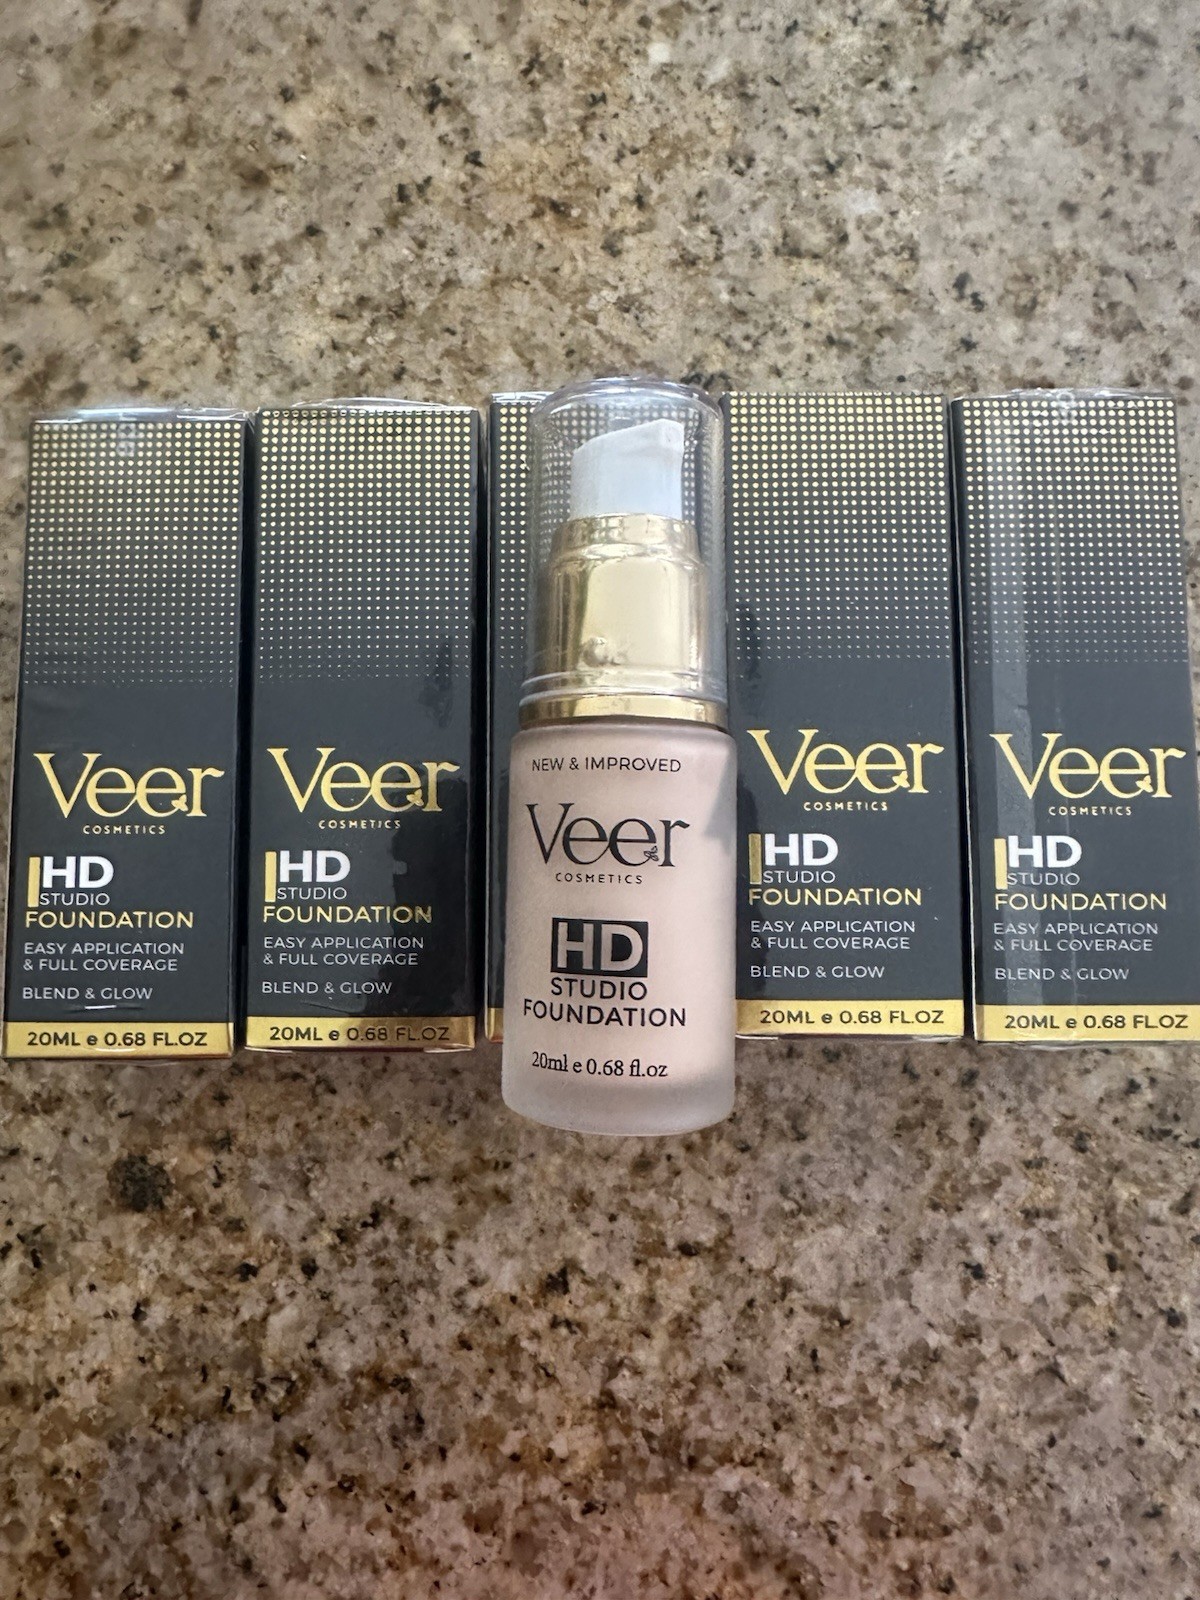 Veer
COSMETICS
HD
STUDIO
FOUNDATION
EASY APPLICATION
& FULL COVERAGE
BLEND & GLOW
20ML e 0.68 FL.OZ
Veer
COSMETICS
HD
STUDIO
FOUNDATION
EASY APPLICATION
& FULL COVERAGE
BLEND & GLOW
20ML e 0.68 FL.OZ
NEW & IMPROVED
Veer
COSMETICS
HD
STUDIO
FOUNDATION
20ml e 0.68 fl.oz
Veer
COSMETICS
HD
STUDIO
FOUNDATION
EASY APPLICATION
& FULL COVERAGE
BLEND & GLOW
20ML e 0.68 FL.OZ
Veer
COSMETICS
HD
STUDIO
FOUNDATION
EASY APPLICATION
& FULL COVERAGE
BLEND & GLOW
20ML e 0.68 FL.OZ